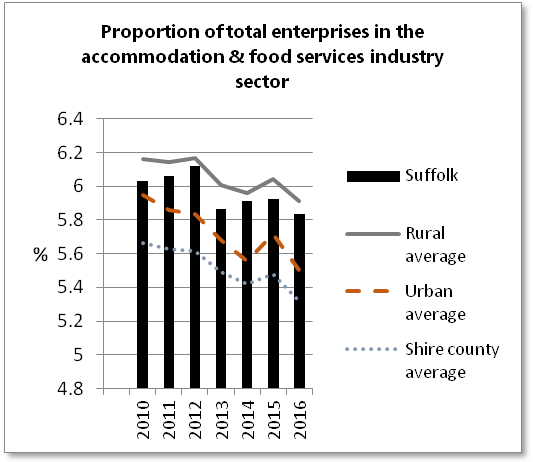 Proportion of total enterprises in the
accommodation & food services industry
sector
6.4
6.2
6
5.8
5.6
5.4
5.2
5
4.8
%
2010
2011
2012
2013
2014
2015
2016
Suffolk
Rural
average
Urban
average
Shire county
average